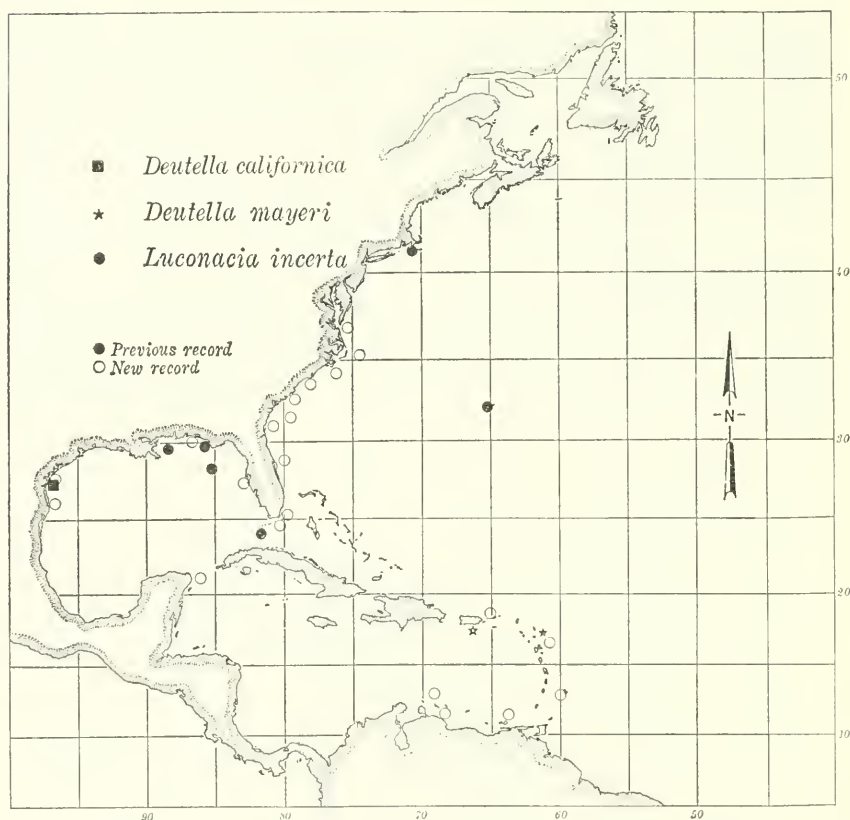 Deutella californica
Deutella mayeri
Luconacia incerta
Previous record
New record
N
50
40
30
20
10
90
80
70
60
50